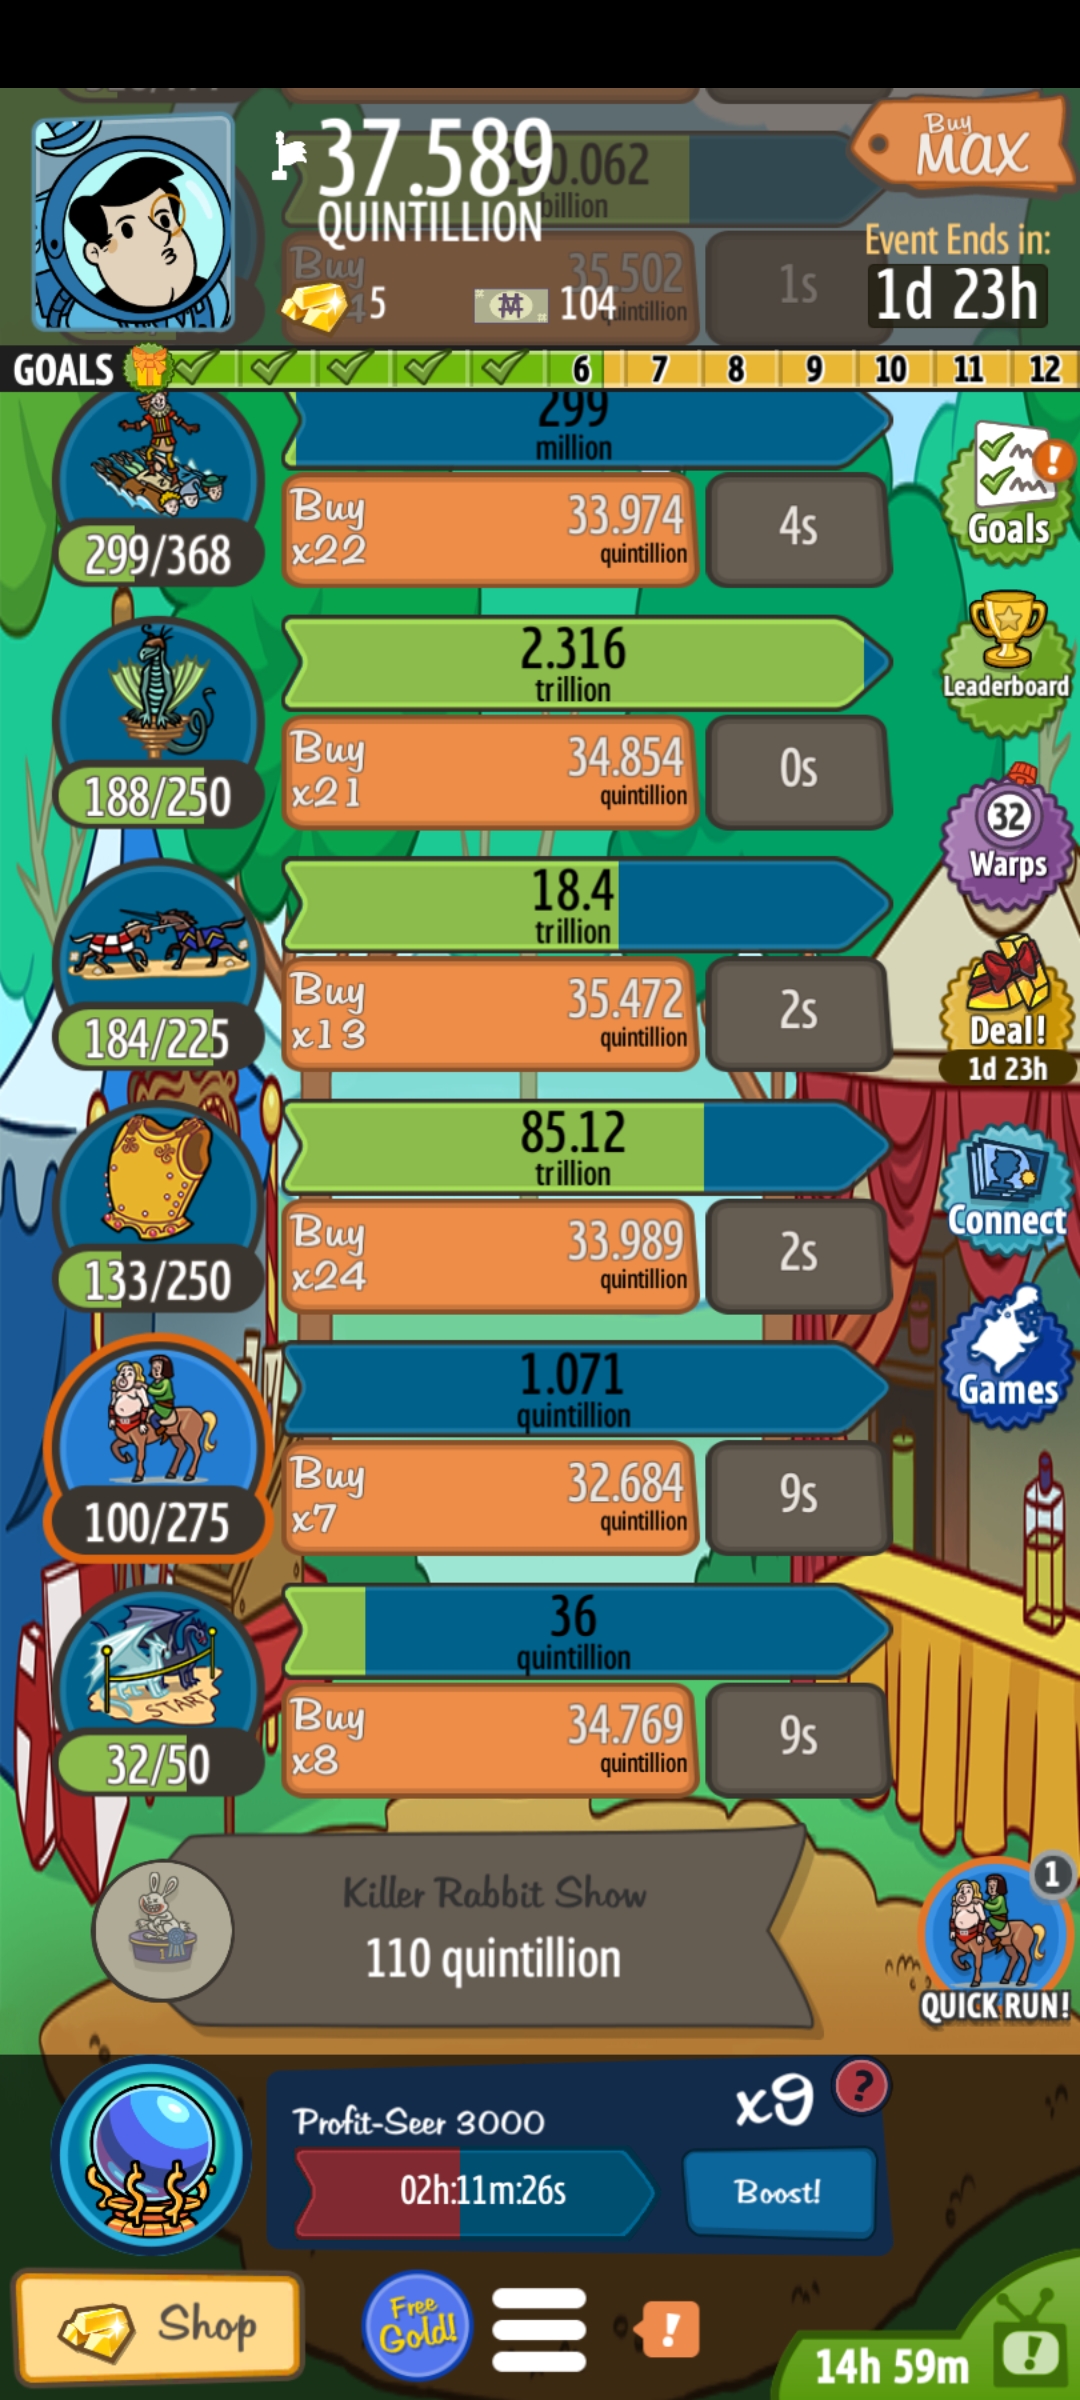 37.589
QUINTILLION
Buy
MAX
billion
Event Ends in:
1d 23h
Buy
35.502
1s
5
104
GOALS
6
7
8
9
10
11
12
299
million
Buy
x22
33.974
quintillion
4s
299/368
Goals
2.316
trillion
Leaderboard
Buy
x21
34.854
quintillion
0s
188/250
32
Warps
18.4
trillion
Buy
x13
35.472
quintillion
2s
184/225
Deal!
1d 23h
85.12
trillion
Buy
x24
33.989
quintillion
2s
133/250
Connect
1.071
quintillion
Games
Buy
x7
32.684
quintillion
9s
100/275
36
quintillion
START
Buy
x8
34.769
quintillion
9s
32/50
Killer Rabbit Show
110 quintillion
1
QUICK RUN!
Profit-Seer 3000
x9
?
02h:11m:26s
Boost!
Shop
Free
Gold!
!
14h 59m
!